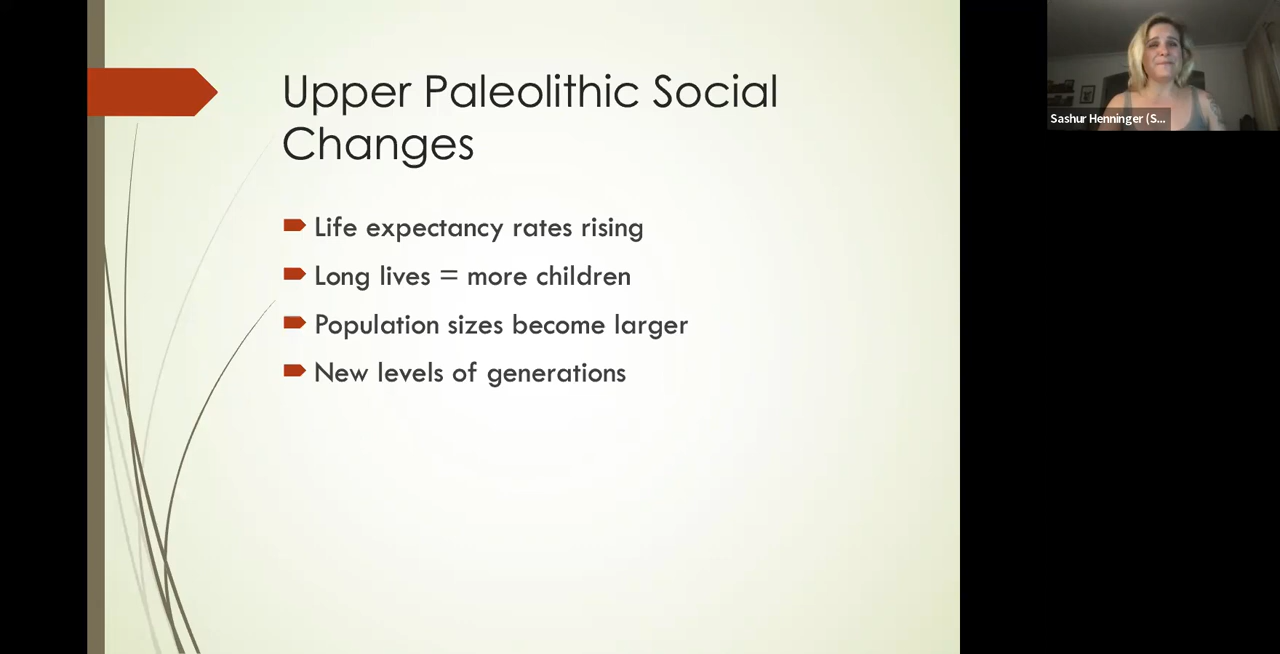 Upper Paleolithic Social
Changes
Life expectancy rates rising
Long lives = more children
Population sizes become larger
New levels of generations
Sashur Henninger (S...